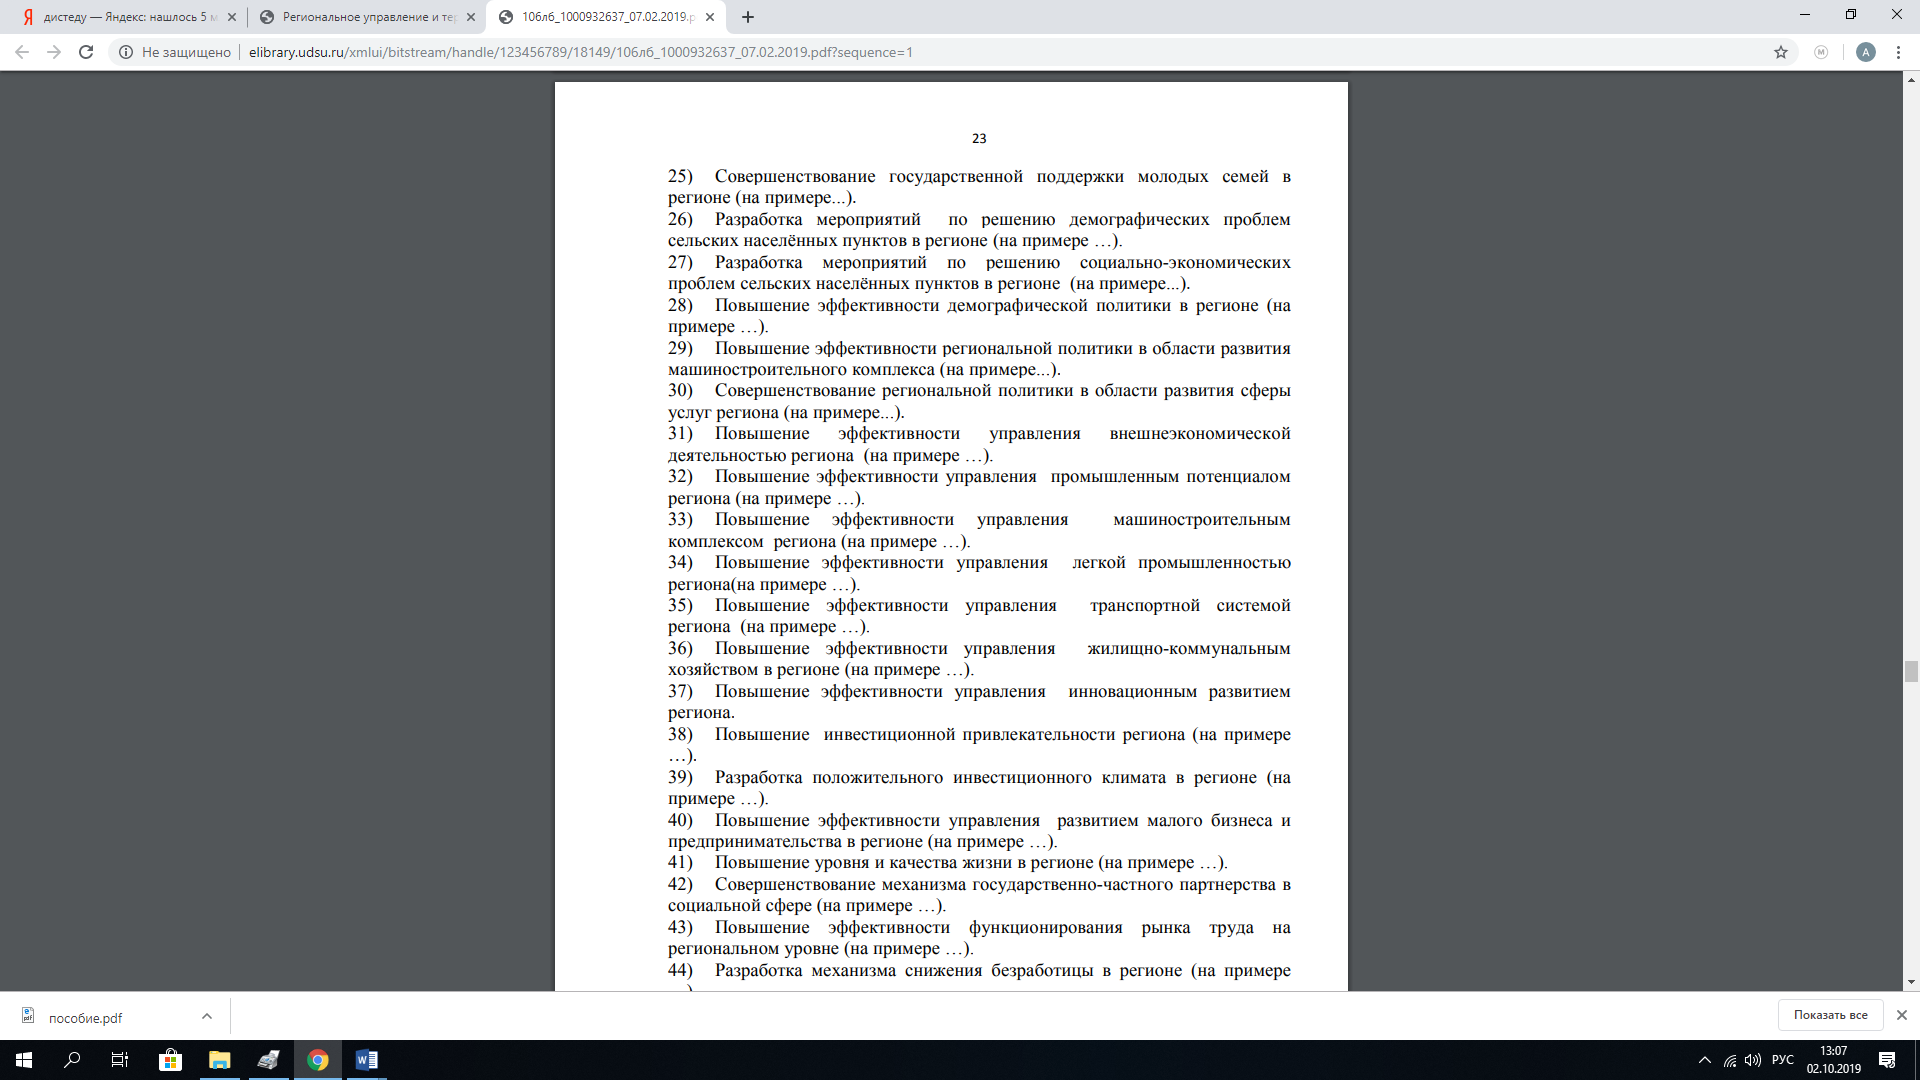 дистеду — Яндекс: нашлось 5 м
Региональное управление и тер
106лб_1000932637_07.02.2019.p
Не защищено
elibrary.udsu.ru/xmlui/bitstream/handle/123456789/18149/106лб_1000932637_07.02.2019.pdf?sequence=1
M
A
23
25) Совершенствование государственной поддержки молодых семей в
регионе (на примере...).
26) Разработка мероприятий по решению демографических проблем
сельских населённых пунктов в регионе (на примере …).
27) Разработка мероприятий по решению социально-экономических
проблем сельских населённых пунктов в регионе (на примере...).
28) Повышение эффективности демографической политики в регионе (на
примере …).
29) Повышение эффективности региональной политики в области развития
машиностроительного комплекса (на примере...).
30) Совершенствование региональной политики в области развития сферы
услуг региона (на примере...).
31) Повышение эффективности управления внешнеэкономической
деятельностью региона (на примере …).
32) Повышение эффективности управления промышленным потенциалом
региона (на примере …).
33) Повышение эффективности управления машиностроительным
комплексом региона (на примере …).
34) Повышение эффективности управления легкой промышленностью
региона(на примере …).
35) Повышение эффективности управления транспортной системой
региона (на примере …).
36) Повышение эффективности управления жилищно-коммунальным
хозяйством в регионе (на примере …).
37) Повышение эффективности управления инновационным развитием
региона.
38) Повышение инвестиционной привлекательности региона (на примере
…).
39) Разработка положительного инвестиционного климата в регионе (на
примере …).
40) Повышение эффективности управления развитием малого бизнеса и
предпринимательства в регионе (на примере …).
41) Повышение уровня и качества жизни в регионе (на примере …).
42) Совершенствование механизма государственно-частного партнерства в
социальной сфере (на примере …).
43) Повышение эффективности функционирования рынка труда на
региональном уровне (на примере …).
44) Разработка механизма снижения безработицы в регионе (на примере
пособие.pdf
Показать все
РУС
13:07
02.10.2019